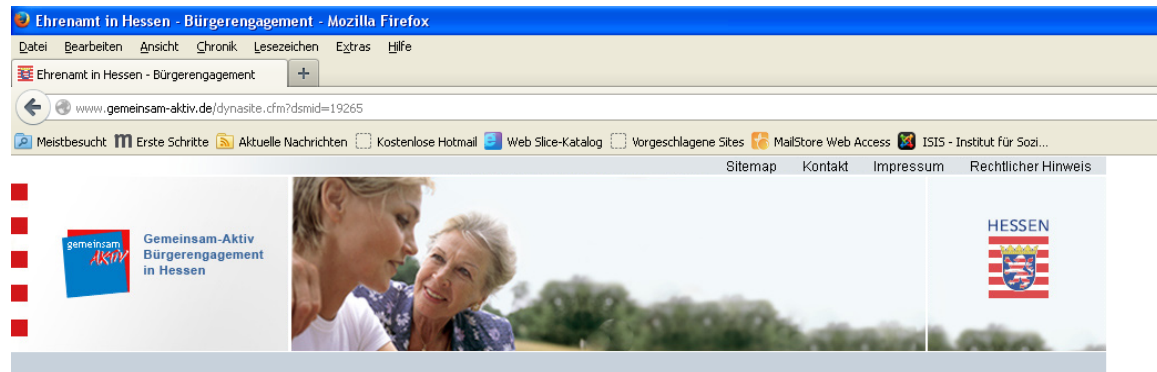 Ehrenamt in Hessen - Bürgerengagement - Mozilla Firefox
Datei Bearbeiten Ansicht Chronik Lesezeichen Extras Hilfe
Ehrenamt in Hessen - Bürgerengagement +
www.gemeinsam-aktiv.de/dynasite.cfm?dsmid=19265
Meistbesucht m Erste Schritte Aktuelle Nachrichten Kostenlose Hotmail Web Slice-Katalog Vorgeschlagene Sites MailStore Web Access ISIS - Institut für Sozi...
Sitemap Kontakt Impressum Rechtlicher Hinweis
gemeinsam
AKTIV
Gemeinsam-Aktiv
Bürgerengagement
in Hessen
HESSEN